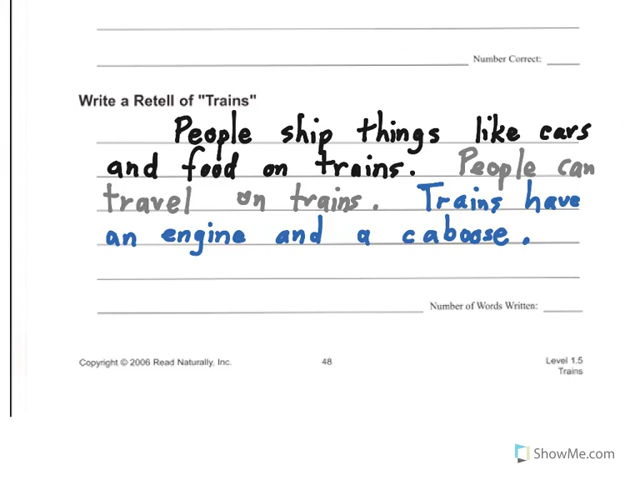 Number Correct:
Write a Retell of "Trains"
People ship things like cars
and food on trains. People can
travel on trains. Trains have
an engine and a caboose.
Number of Words Written:
Copyright © 2006 Read Naturally, Inc.
48
Level 1.5
Trains
ShowMe.com